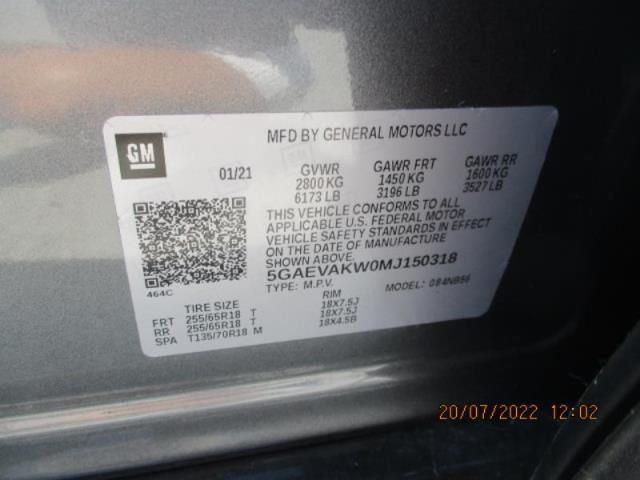 GM
MFD BY GENERAL MOTORS LLC
01/21 GVWR GAWR FRT GAWR RR
2800 KG 1450 KG 1600 KG
6173 LB 3196 LB 3527 LB
THIS VEHICLE CONFORMS TO ALL
APPLICABLE U.S. FEDERAL MOTOR
VEHICLE SAFETY STANDARDS IN EFFECT
ON THE DATE OF MANUFACTURE
SHOWN ABOVE.
5GAEVAKW0MJ150318
TYPE: M.P.V. MODEL: 084NB56
464C
TIRE SIZE RIM
FRT 255/65R18 T 18X7.5J
RR 255/65R18 T 18X7.5J
SPA T135/70R18 M 18X4.5B
20/07/2022 12:02